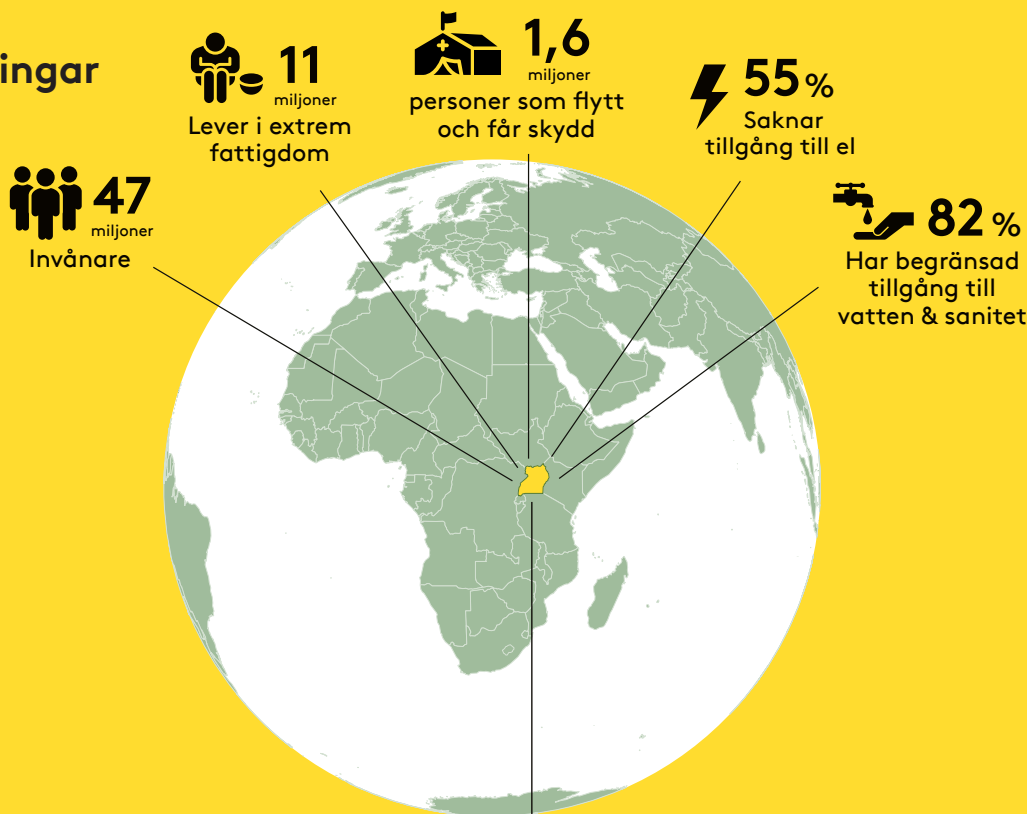 ingar
11
miljoner
Lever i extrem
fattigdom
1,6
miljoner
personer som flytt
och får skydd
55 %
Saknar
tillgång till el
47
miljoner
Invånare
82 %
Har begränsad
tillgång till
vatten & sanitet